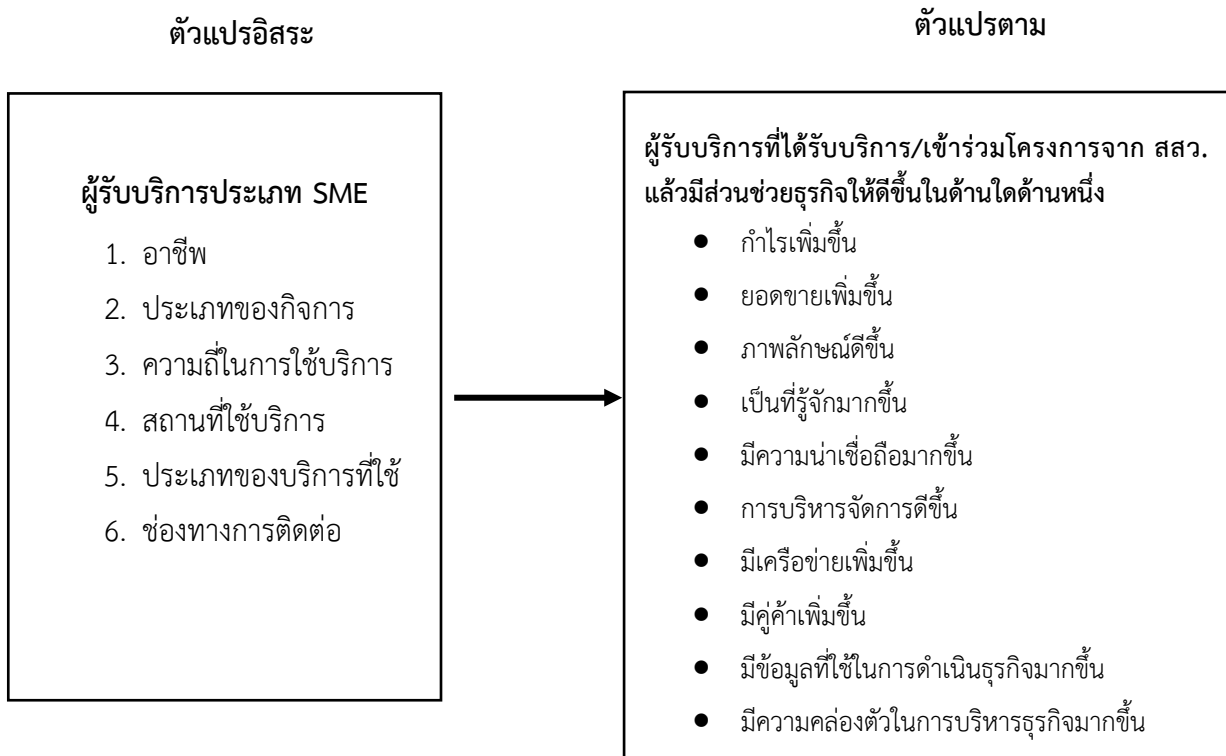 ตัวแปรอิสระ
ตัวแปรตาม
ผู้รับบริการประเภท SME
1. อาชีพ
2. ประเภทของกิจการ
3. ความถี่ในการใช้บริการ
4. สถานที่ใช้บริการ
5. ประเภทของบริการที่ใช้
6. ช่องทางการติดต่อ
ผู้รับบริการที่ได้รับบริการ/เข้าร่วมโครงการจาก สสว.
แล้วมีส่วนช่วยธุรกิจให้ดีขึ้นในด้านใดด้านหนึ่ง
● กำไรเพิ่มขึ้น
● ยอดขายเพิ่มขึ้น
● ภาพลักษณ์ดีขึ้น
● เป็นที่รู้จักมากขึ้น
● มีความน่าเชื่อถือมากขึ้น
● การบริหารจัดการดีขึ้น
● มีเครือข่ายเพิ่มขึ้น
● มีคู่ค้าเพิ่มขึ้น
● มีข้อมูลที่ใช้ในการดำเนินธุรกิจมากขึ้น
● มีความคล่องตัวในการบริหารธุรกิจมากขึ้น